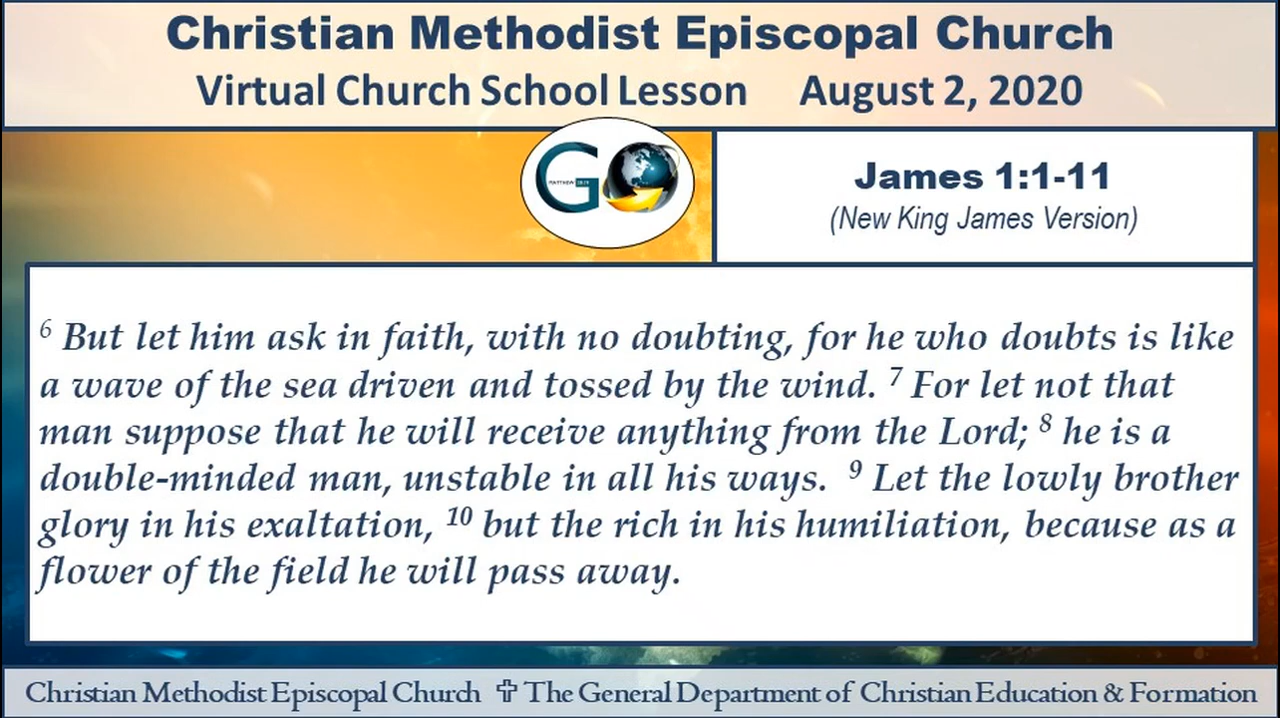 Christian Methodist Episcopal Church
Virtual Church School Lesson August 2, 2020
GO
James 1:1-11
(New King James Version)
6 But let him ask in faith, with no doubting, for he who doubts is like
a wave of the sea driven and tossed by the wind. 7 For let not that
man suppose that he will receive anything from the Lord; 8 he is a
double-minded man, unstable in all his ways. 9 Let the lowly brother
glory in his exaltation, 10 but the rich in his humiliation, because as a
flower of the field he will pass away.
Christian Methodist Episcopal Church ✞ The General Department of Christian Education & Formation